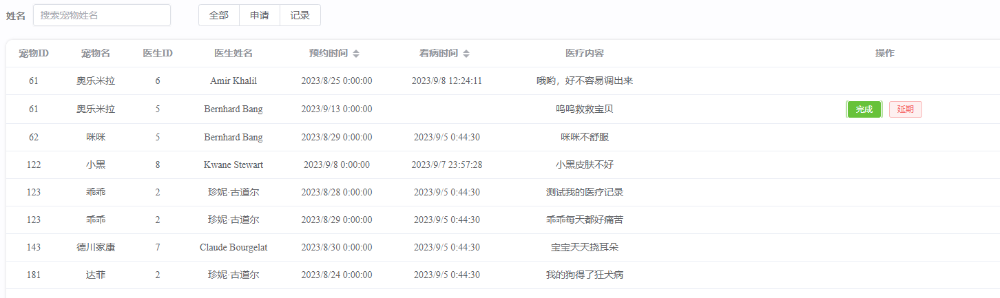 姓名 搜索宠物姓名 全部 申请 记录
宠物ID 宠物名 医生ID 医生姓名 预约时间 看病时间 医疗内容 操作
61 奥乐米拉 6 Amir Khalil 2023/8/25 0:00:00 2023/9/8 12:24:11 哦哟，好不容易调出来
61 奥乐米拉 5 Bernhard Bang 2023/9/13 0:00:00 呜呜救救宝贝 完成 延期
62 咪咪 5 Bernhard Bang 2023/8/29 0:00:00 2023/9/5 0:44:30 咪咪不舒服
122 小黑 8 Kwane Stewart 2023/9/8 0:00:00 2023/9/7 23:57:28 小黑皮肤不好
123 乖乖 2 珍妮·古道尔 2023/8/28 0:00:00 2023/9/5 0:44:30 测试我的医疗记录
123 乖乖 2 珍妮·古道尔 2023/8/29 0:00:00 2023/9/5 0:44:30 乖乖每天都好痛苦
143 德川家康 7 Claude Bourgelat 2023/8/30 0:00:00 2023/9/5 0:44:30 宝宝天天挠耳朵
181 达菲 2 珍妮·古道尔 2023/8/24 0:00:00 2023/9/5 0:44:30 我的狗得了狂犬病